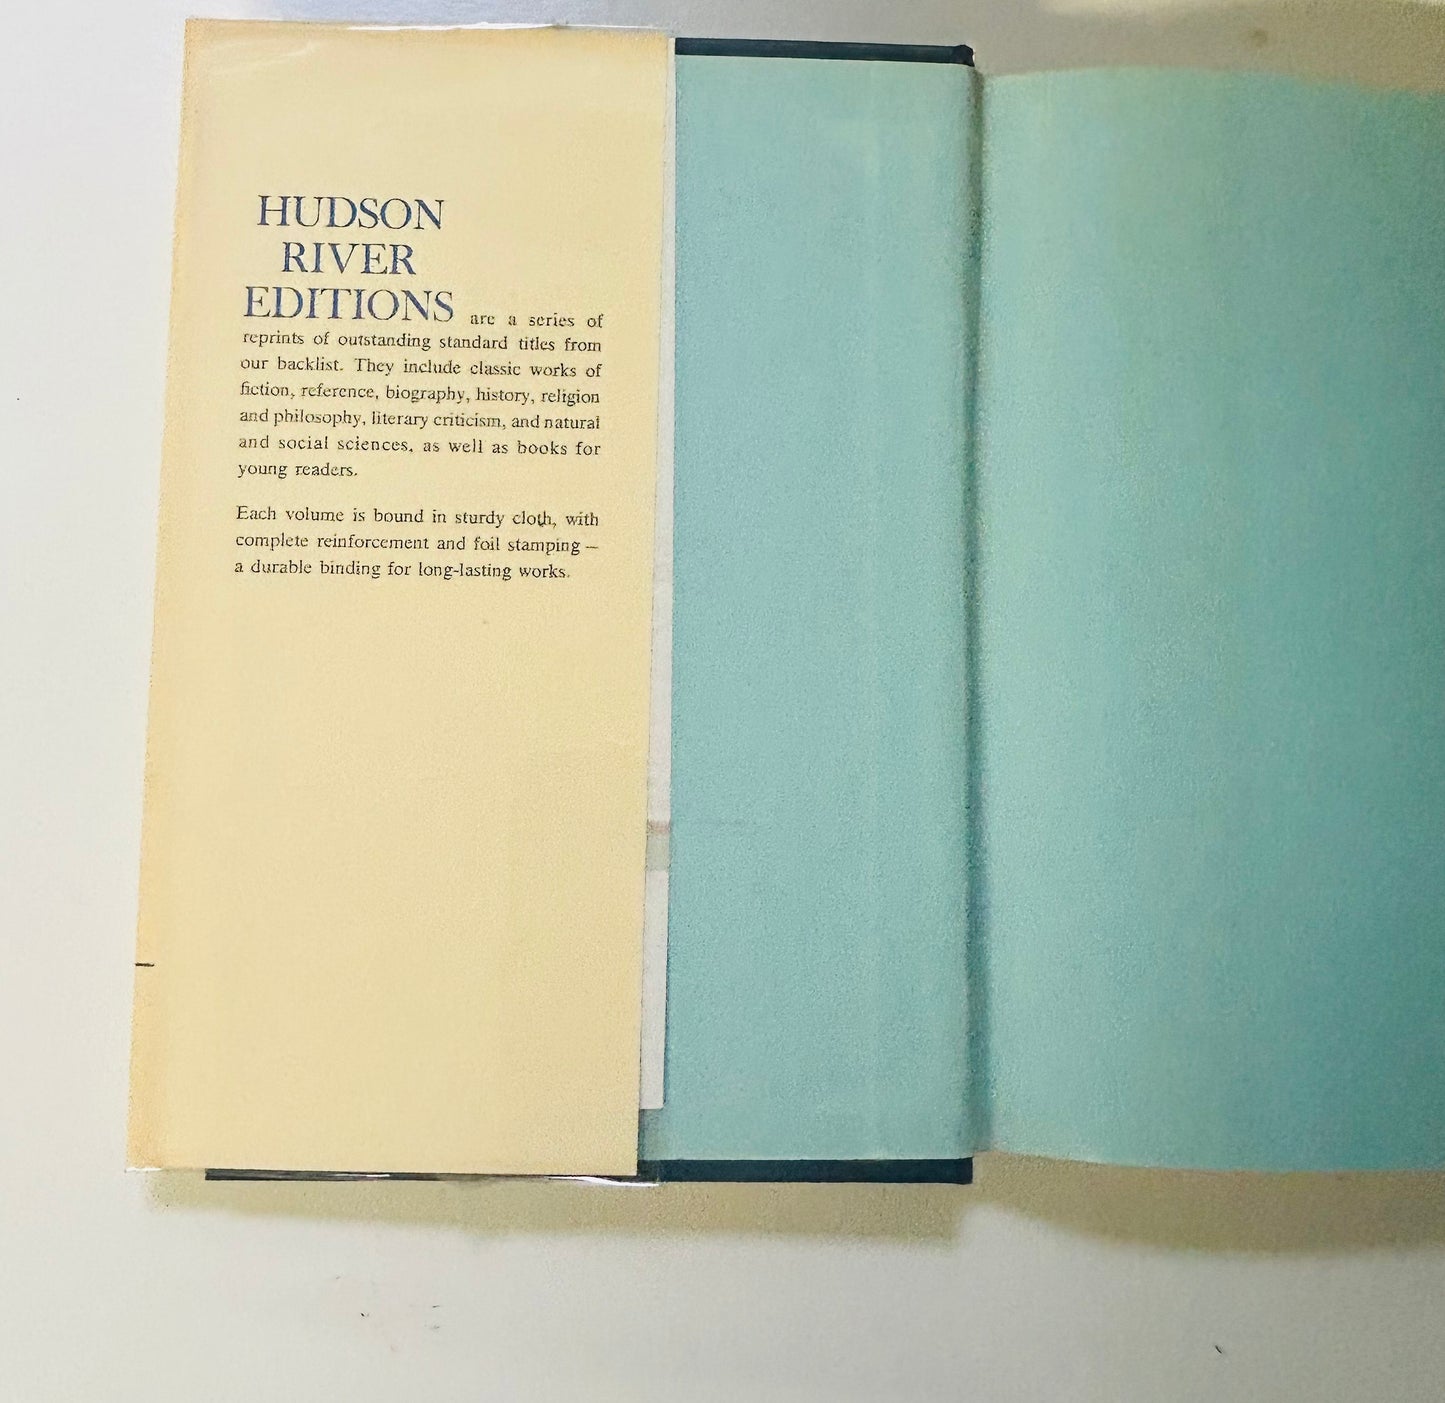 HUDSON
RIVER
EDITIONS are a series of
reprints of outstanding standard titles from
our backlist. They include classic works of
fiction, reference, biography, history, religion
and philosophy, literary criticism, and natural
and social sciences, as well as books for
young readers.
Each volume is bound in sturdy cloth, with
complete reinforcement and foil stamping —
a durable binding for long-lasting works.